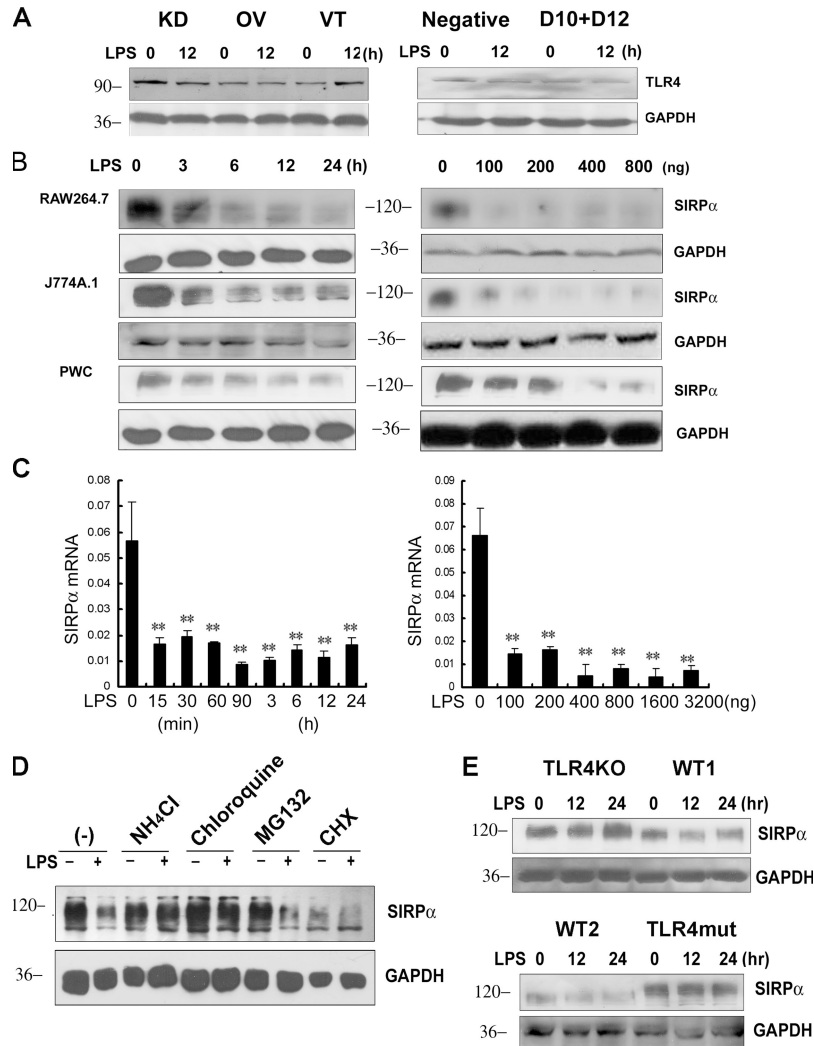 A KD OV VT Negative D10+D12
LPS 0 12 0 12 0 12(h) LPS 0 12 0 12 (h)
90– TLR4
36– GAPDH
B LPS 0 3 6 12 24 (h) 0 100 200 400 800 (ng)
RAW264.7 –120– SIRPα
–36– GAPDH
J774A.1 –120– SIRPα
–36– GAPDH
PWC –120– SIRPα
–36– GAPDH
C
SIRPα mRNA
0.08
0.07
0.06
0.05
0.04
0.03
0.02
0.01
0
** ** ** ** ** ** ** **
LPS 0 15 30 60 90 3 6 12 24
(min) (h)
SIRPα mRNA
0.09
0.08
0.07
0.06
0.05
0.04
0.03
0.02
0.01
0
** ** ** ** ** **
LPS 0 100 200 400 800 1600 3200(ng)
D
(-) NH₄Cl Chloroquine MG132 CHX
LPS – + – + – + – + – +
120– SIRPα
36– GAPDH
E TLR4KO WT1
LPS 0 12 24 0 12 24 (hr)
120– SIRPα
36– GAPDH
WT2 TLR4mut
LPS 0 12 24 0 12 24 (hr)
120– SIRPα
36– GAPDH